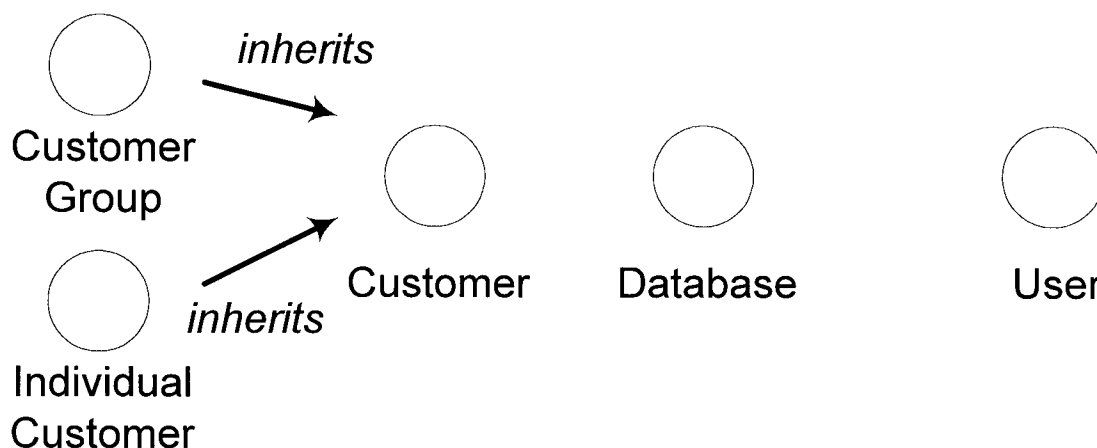 inherits
Customer
Group
Customer
Database
User
inherits
Individual
Customer